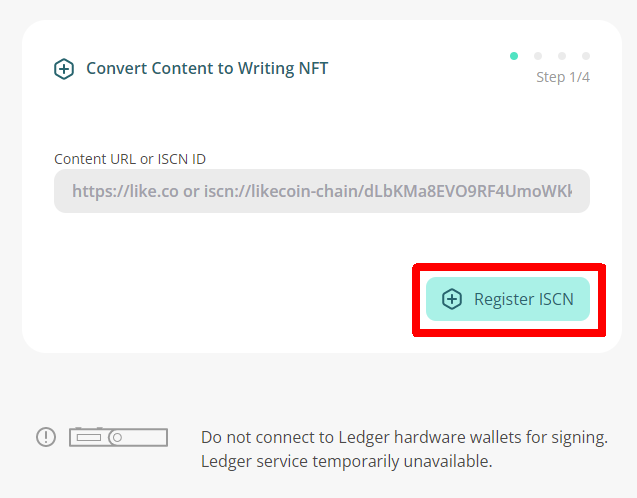 Convert Content to Writing NFT
Step 1/4
Content URL or ISCN ID
https://like.co or iscn://likecoin-chain/dLbKMa8EVO9RF4UmoWKk
Register ISCN
Do not connect to Ledger hardware wallets for signing.
Ledger service temporarily unavailable.